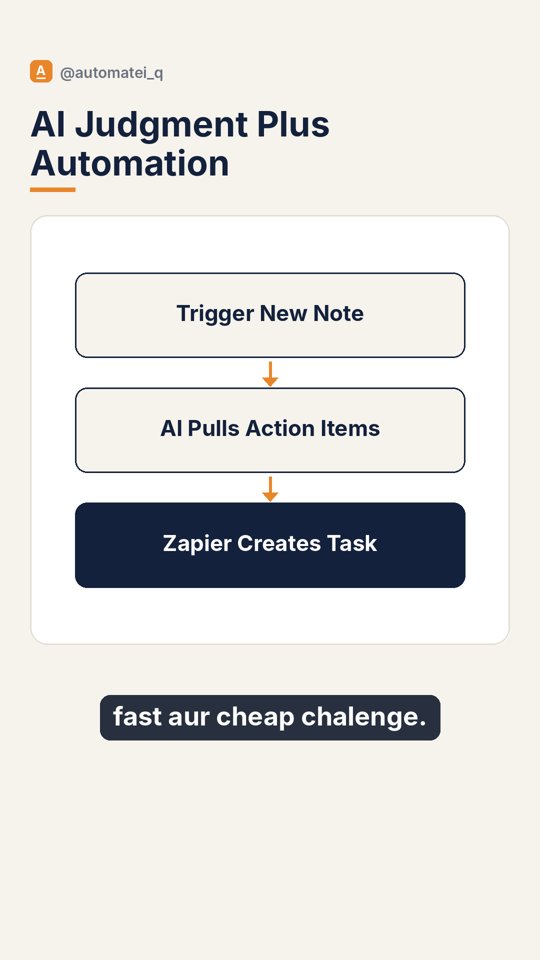 A
@automatei_q
AI Judgment Plus
Automation
Trigger New Note
AI Pulls Action Items
Zapier Creates Task
fast aur cheap chalenge.